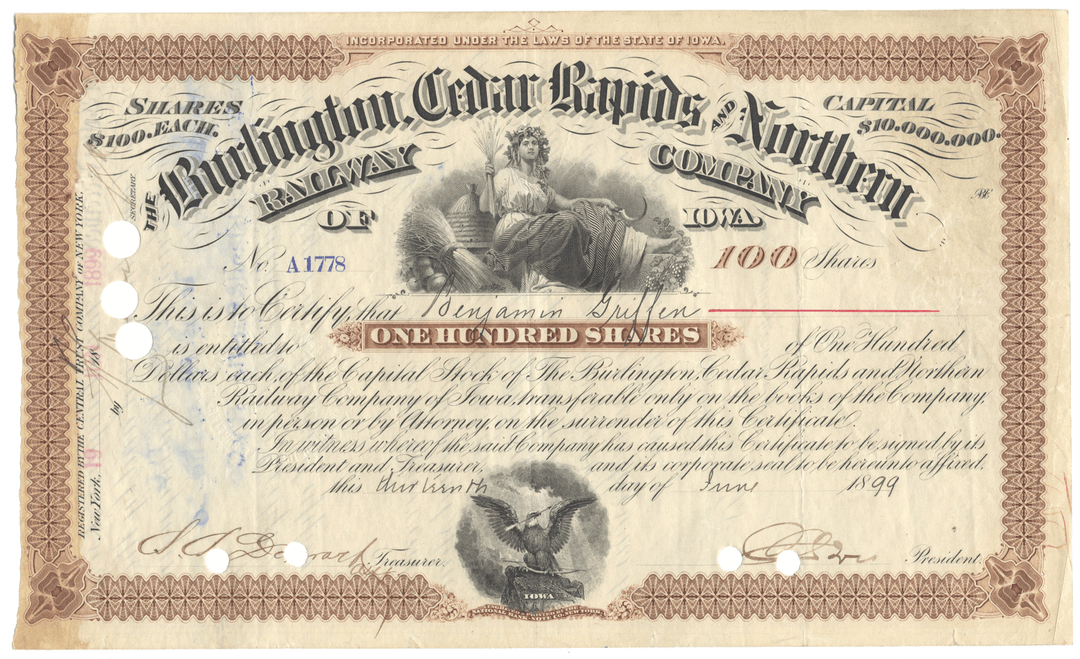 INCORPORATED UNDER THE LAWS OF THE STATE OF IOWA.
SHARES
$100. EACH.
CAPITAL
$10.000.000.
THE
Burlington, Cedar Rapids AND Northern
RAILWAY COMPANY
OF IOWA.
No. A1778
100 Shares
This is to Certify, that Benjamin Griffen
is entitled to ONE HUNDRED SHARES of One Hundred
Dollars each, of the Capital Stock of The Burlington, Cedar Rapids and Northern
Railway Company of Iowa, transferable only on the books of the Company,
in person or by Attorney, on the surrender of this Certificate.
In witness whereof, the said Company has caused this Certificate to be signed by its
President and Treasurer, and its corporate seal to be hereunto affixed,
this day of June 1899
Treasurer.
President.
IOWA
REGISTERED BY THE CENTRAL TRUST COMPANY OF NEW YORK.
New York. 19 1899
by
SECRETARY